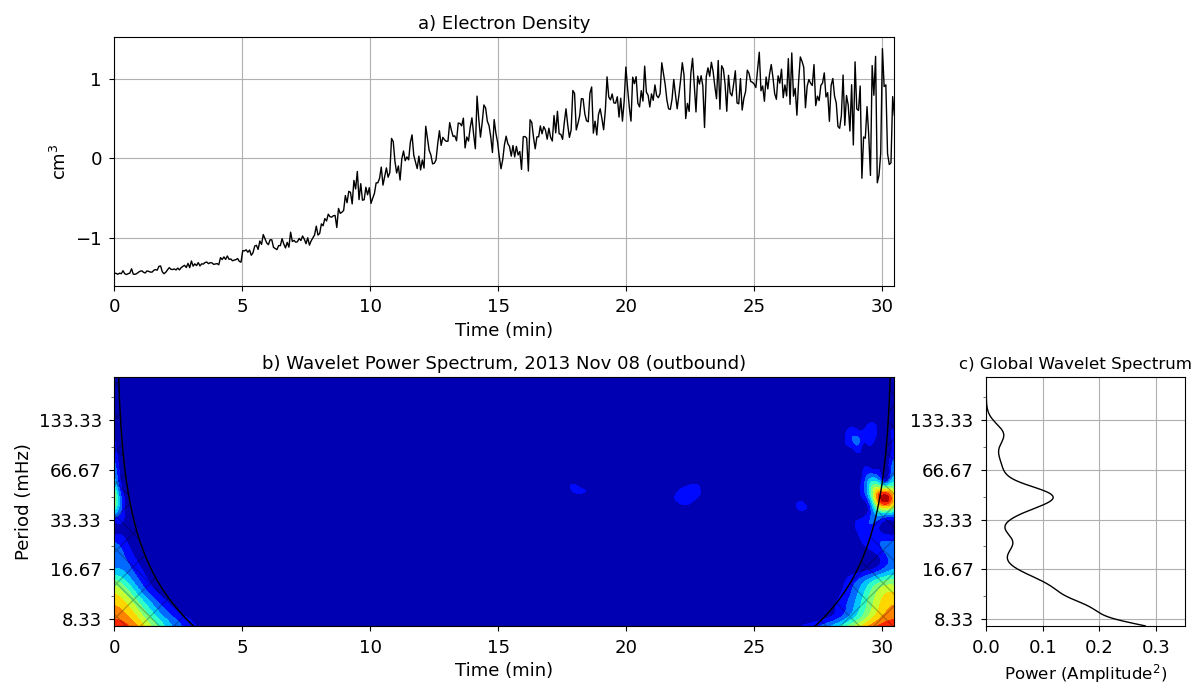 a) Electron Density
cm³
1
0
−1
0 5 10 15 20 25 30
Time (min)
b) Wavelet Power Spectrum, 2013 Nov 08 (outbound)
Period (mHz)
133.33
66.67
33.33
16.67
8.33
0 5 10 15 20 25 30
Time (min)
c) Global Wavelet Spectrum
133.33
66.67
33.33
16.67
8.33
0.0 0.1 0.2 0.3
Power (Amplitude²)